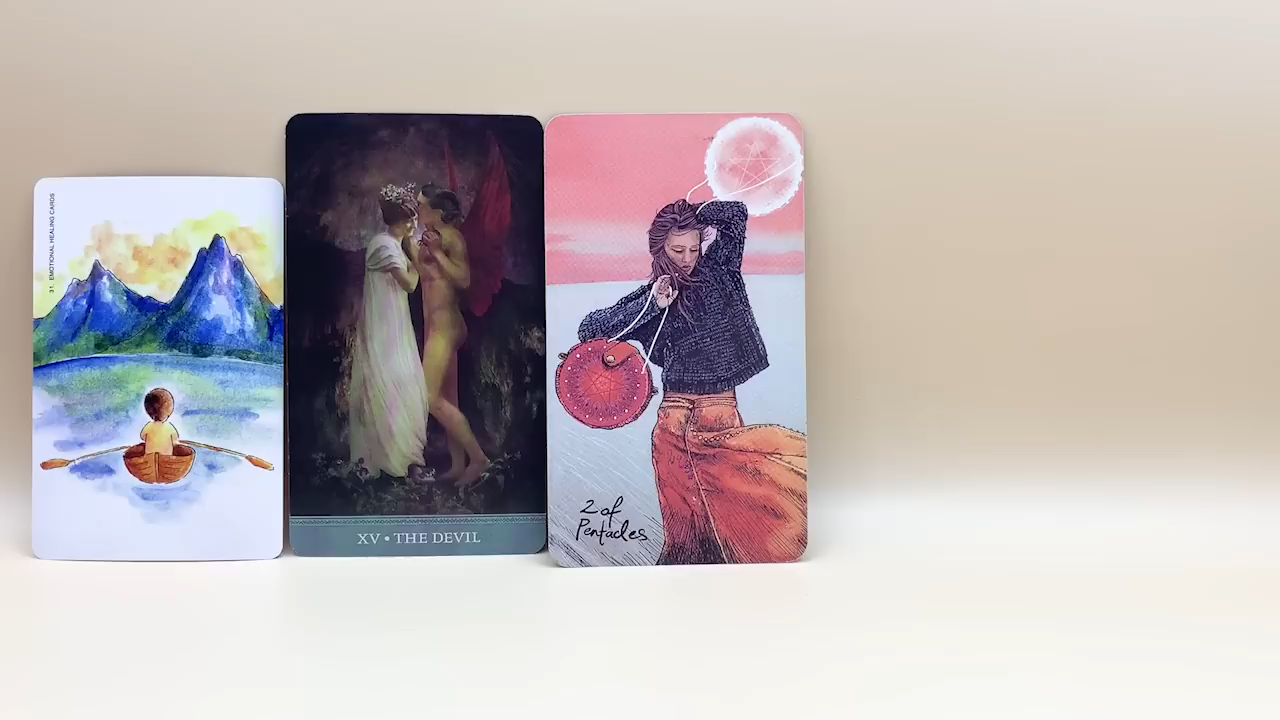 31. EMOTIONAL HEALING CARDS
XV • THE DEVIL
2 of
Pentacles